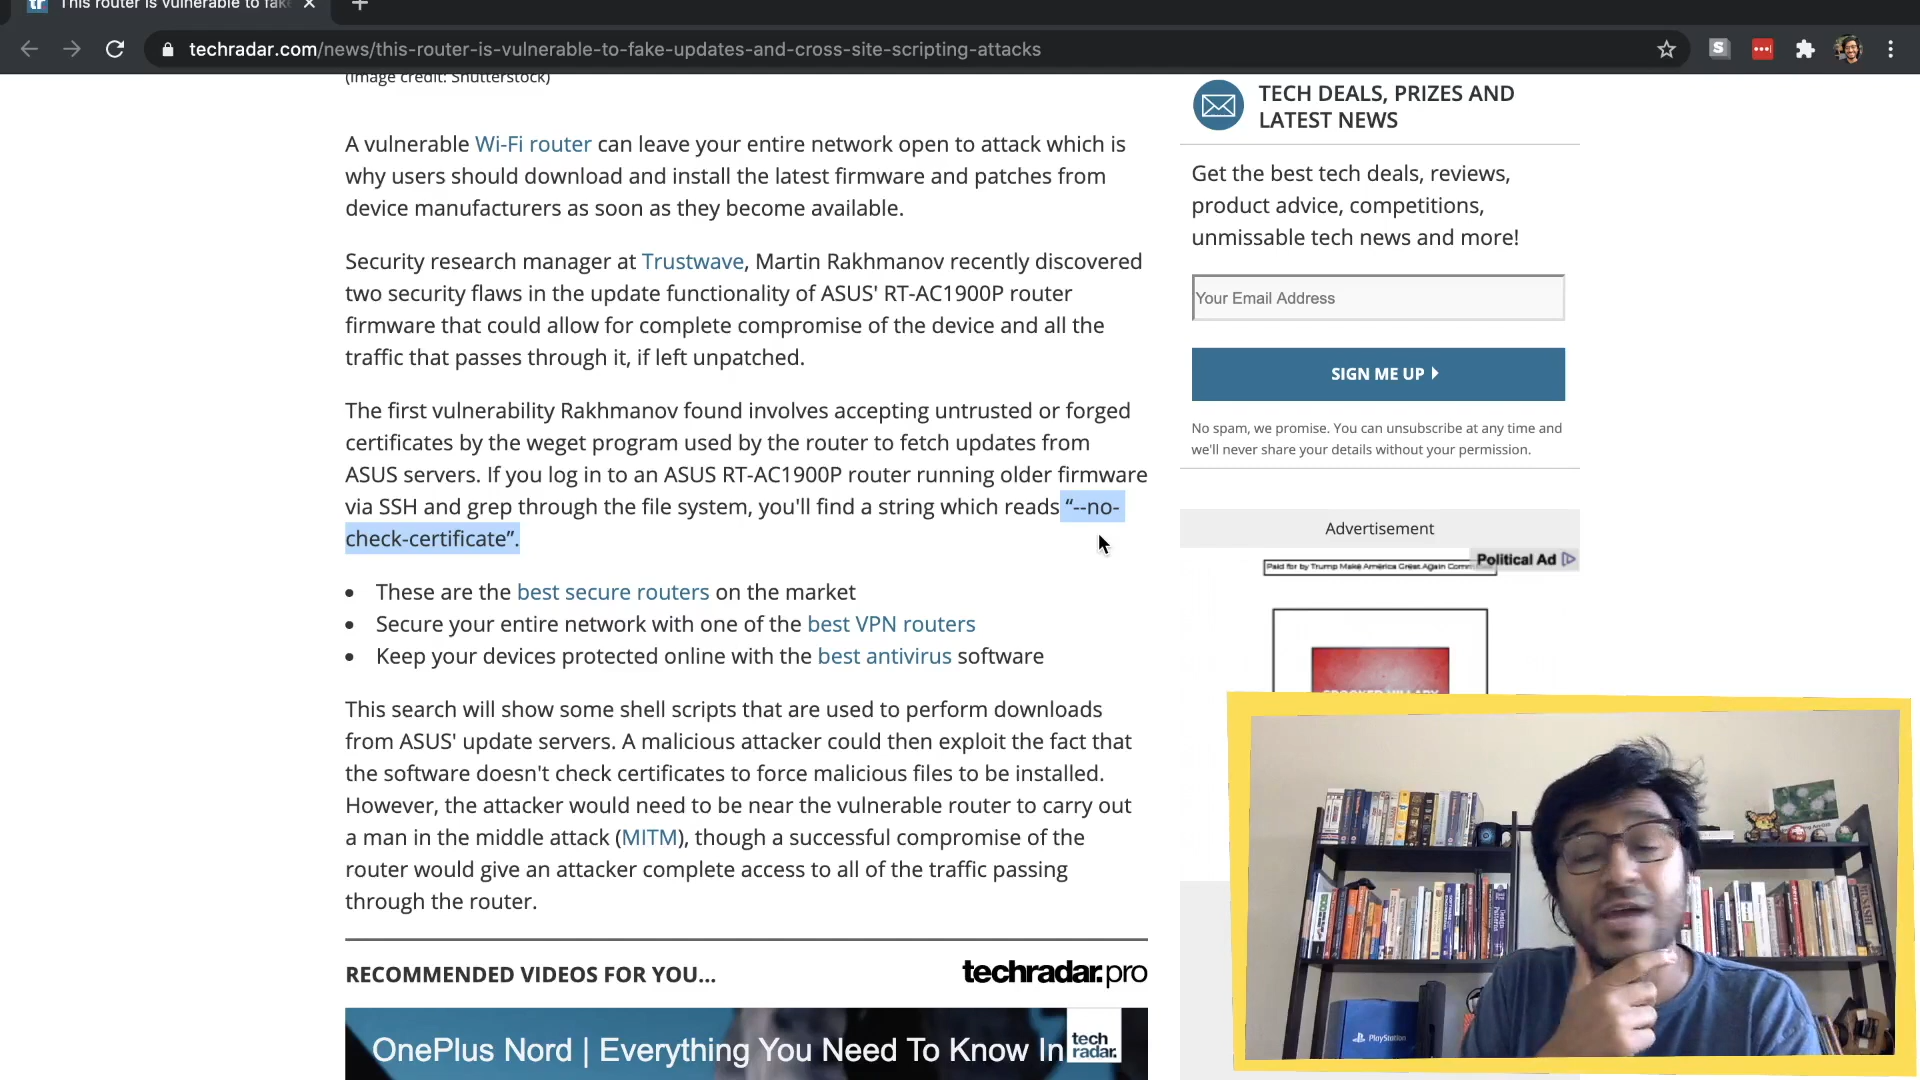 This router is vulnerable to fake
techradar.com/news/this-router-is-vulnerable-to-fake-updates-and-cross-site-scripting-attacks
(Image credit: Shutterstock)
A vulnerable Wi-Fi router can leave your entire network open to attack which is
why users should download and install the latest firmware and patches from
device manufacturers as soon as they become available.
Security research manager at Trustwave, Martin Rakhmanov recently discovered
two security flaws in the update functionality of ASUS' RT-AC1900P router
firmware that could allow for complete compromise of the device and all the
traffic that passes through it, if left unpatched.
The first vulnerability Rakhmanov found involves accepting untrusted or forged
certificates by the weget program used by the router to fetch updates from
ASUS servers. If you log in to an ASUS RT-AC1900P router running older firmware
via SSH and grep through the file system, you'll find a string which reads “--no-
check-certificate”.
• These are the best secure routers on the market
• Secure your entire network with one of the best VPN routers
• Keep your devices protected online with the best antivirus software
This search will show some shell scripts that are used to perform downloads
from ASUS' update servers. A malicious attacker could then exploit the fact that
the software doesn't check certificates to force malicious files to be installed.
However, the attacker would need to be near the vulnerable router to carry out
a man in the middle attack (MITM), though a successful compromise of the
router would give an attacker complete access to all of the traffic passing
through the router.
RECOMMENDED VIDEOS FOR YOU...
techradar.pro
OnePlus Nord | Everything You Need To Know In
tech
radar.
TECH DEALS, PRIZES AND
LATEST NEWS
Get the best tech deals, reviews,
product advice, competitions,
unmissable tech news and more!
Your Email Address
SIGN ME UP
No spam, we promise. You can unsubscribe at any time and
we'll never share your details without your permission.
Advertisement
Political Ad
Paid for by Trump Make America Great Again
PlayStation